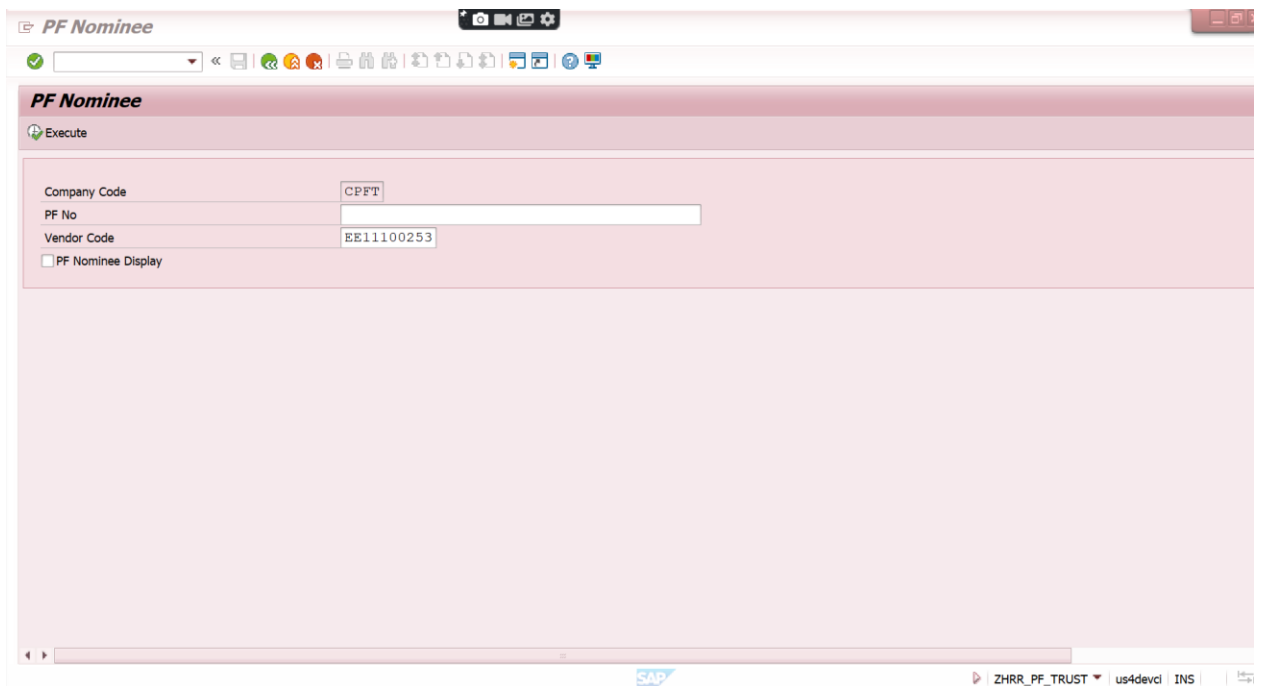 PF Nominee
PF Nominee
Execute
Company Code CPFT
PF No
Vendor Code EE11100253
PF Nominee Display
SAP ZHRR_PF_TRUST us4devci INS